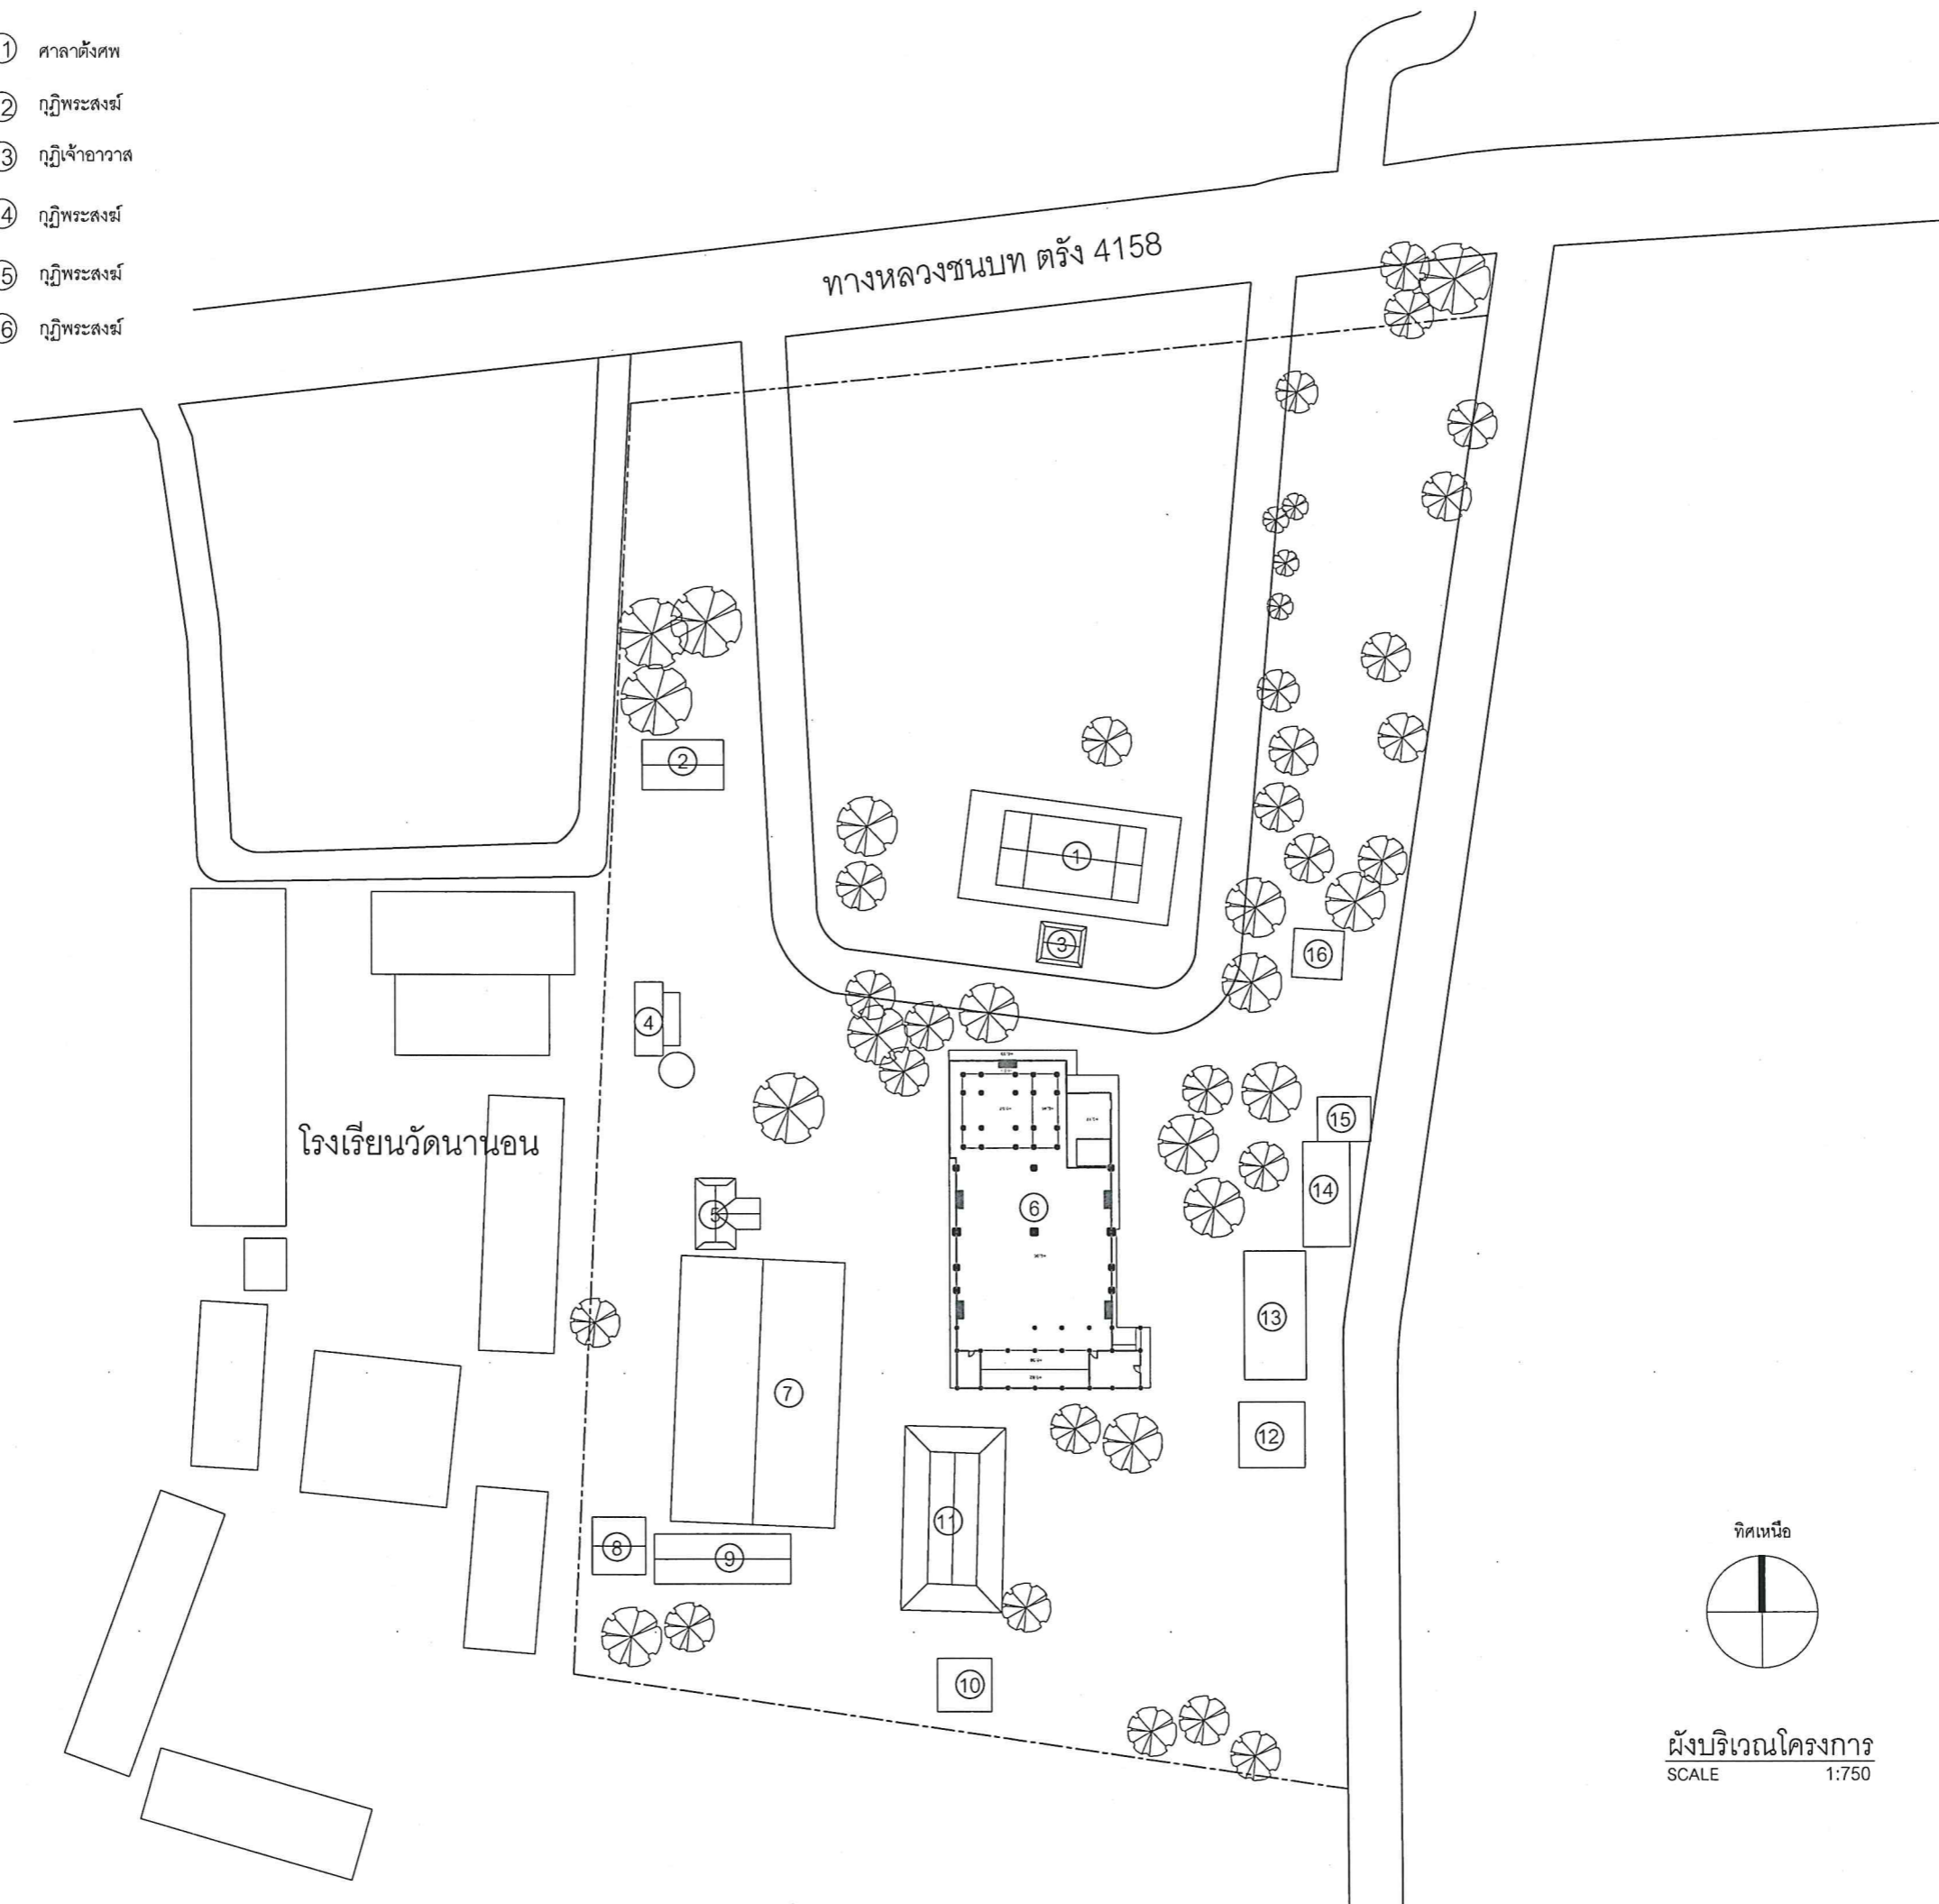 1 ศาลาตั้งศพ
2 กุฏิพระสงฆ์
3 กุฏิเจ้าอาวาส
4 กุฏิพระสงฆ์
5 กุฏิพระสงฆ์
6 กุฏิพระสงฆ์
ทางหลวงชนบท ตรัง 4158
2
1
3
16
4
15
โรงเรียนวัดนานอน
14
5
6
13
7
12
11
8
9
10
ทิศเหนือ
ผังบริเวณโครงการ
SCALE 1:750